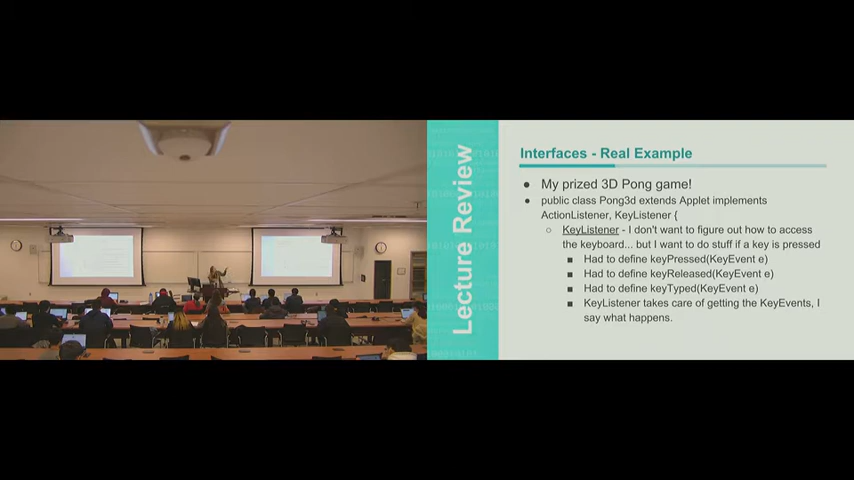 Lecture Review
Interfaces - Real Example
● My prized 3D Pong game!
● public class Pong3d extends Applet implements
ActionListener, KeyListener {
○ KeyListener - I don't want to figure out how to access
the keyboard... but I want to do stuff if a key is pressed
■ Had to define keyPressed(KeyEvent e)
■ Had to define keyReleased(KeyEvent e)
■ Had to define keyTyped(KeyEvent e)
■ KeyListener takes care of getting the KeyEvents, I
say what happens.